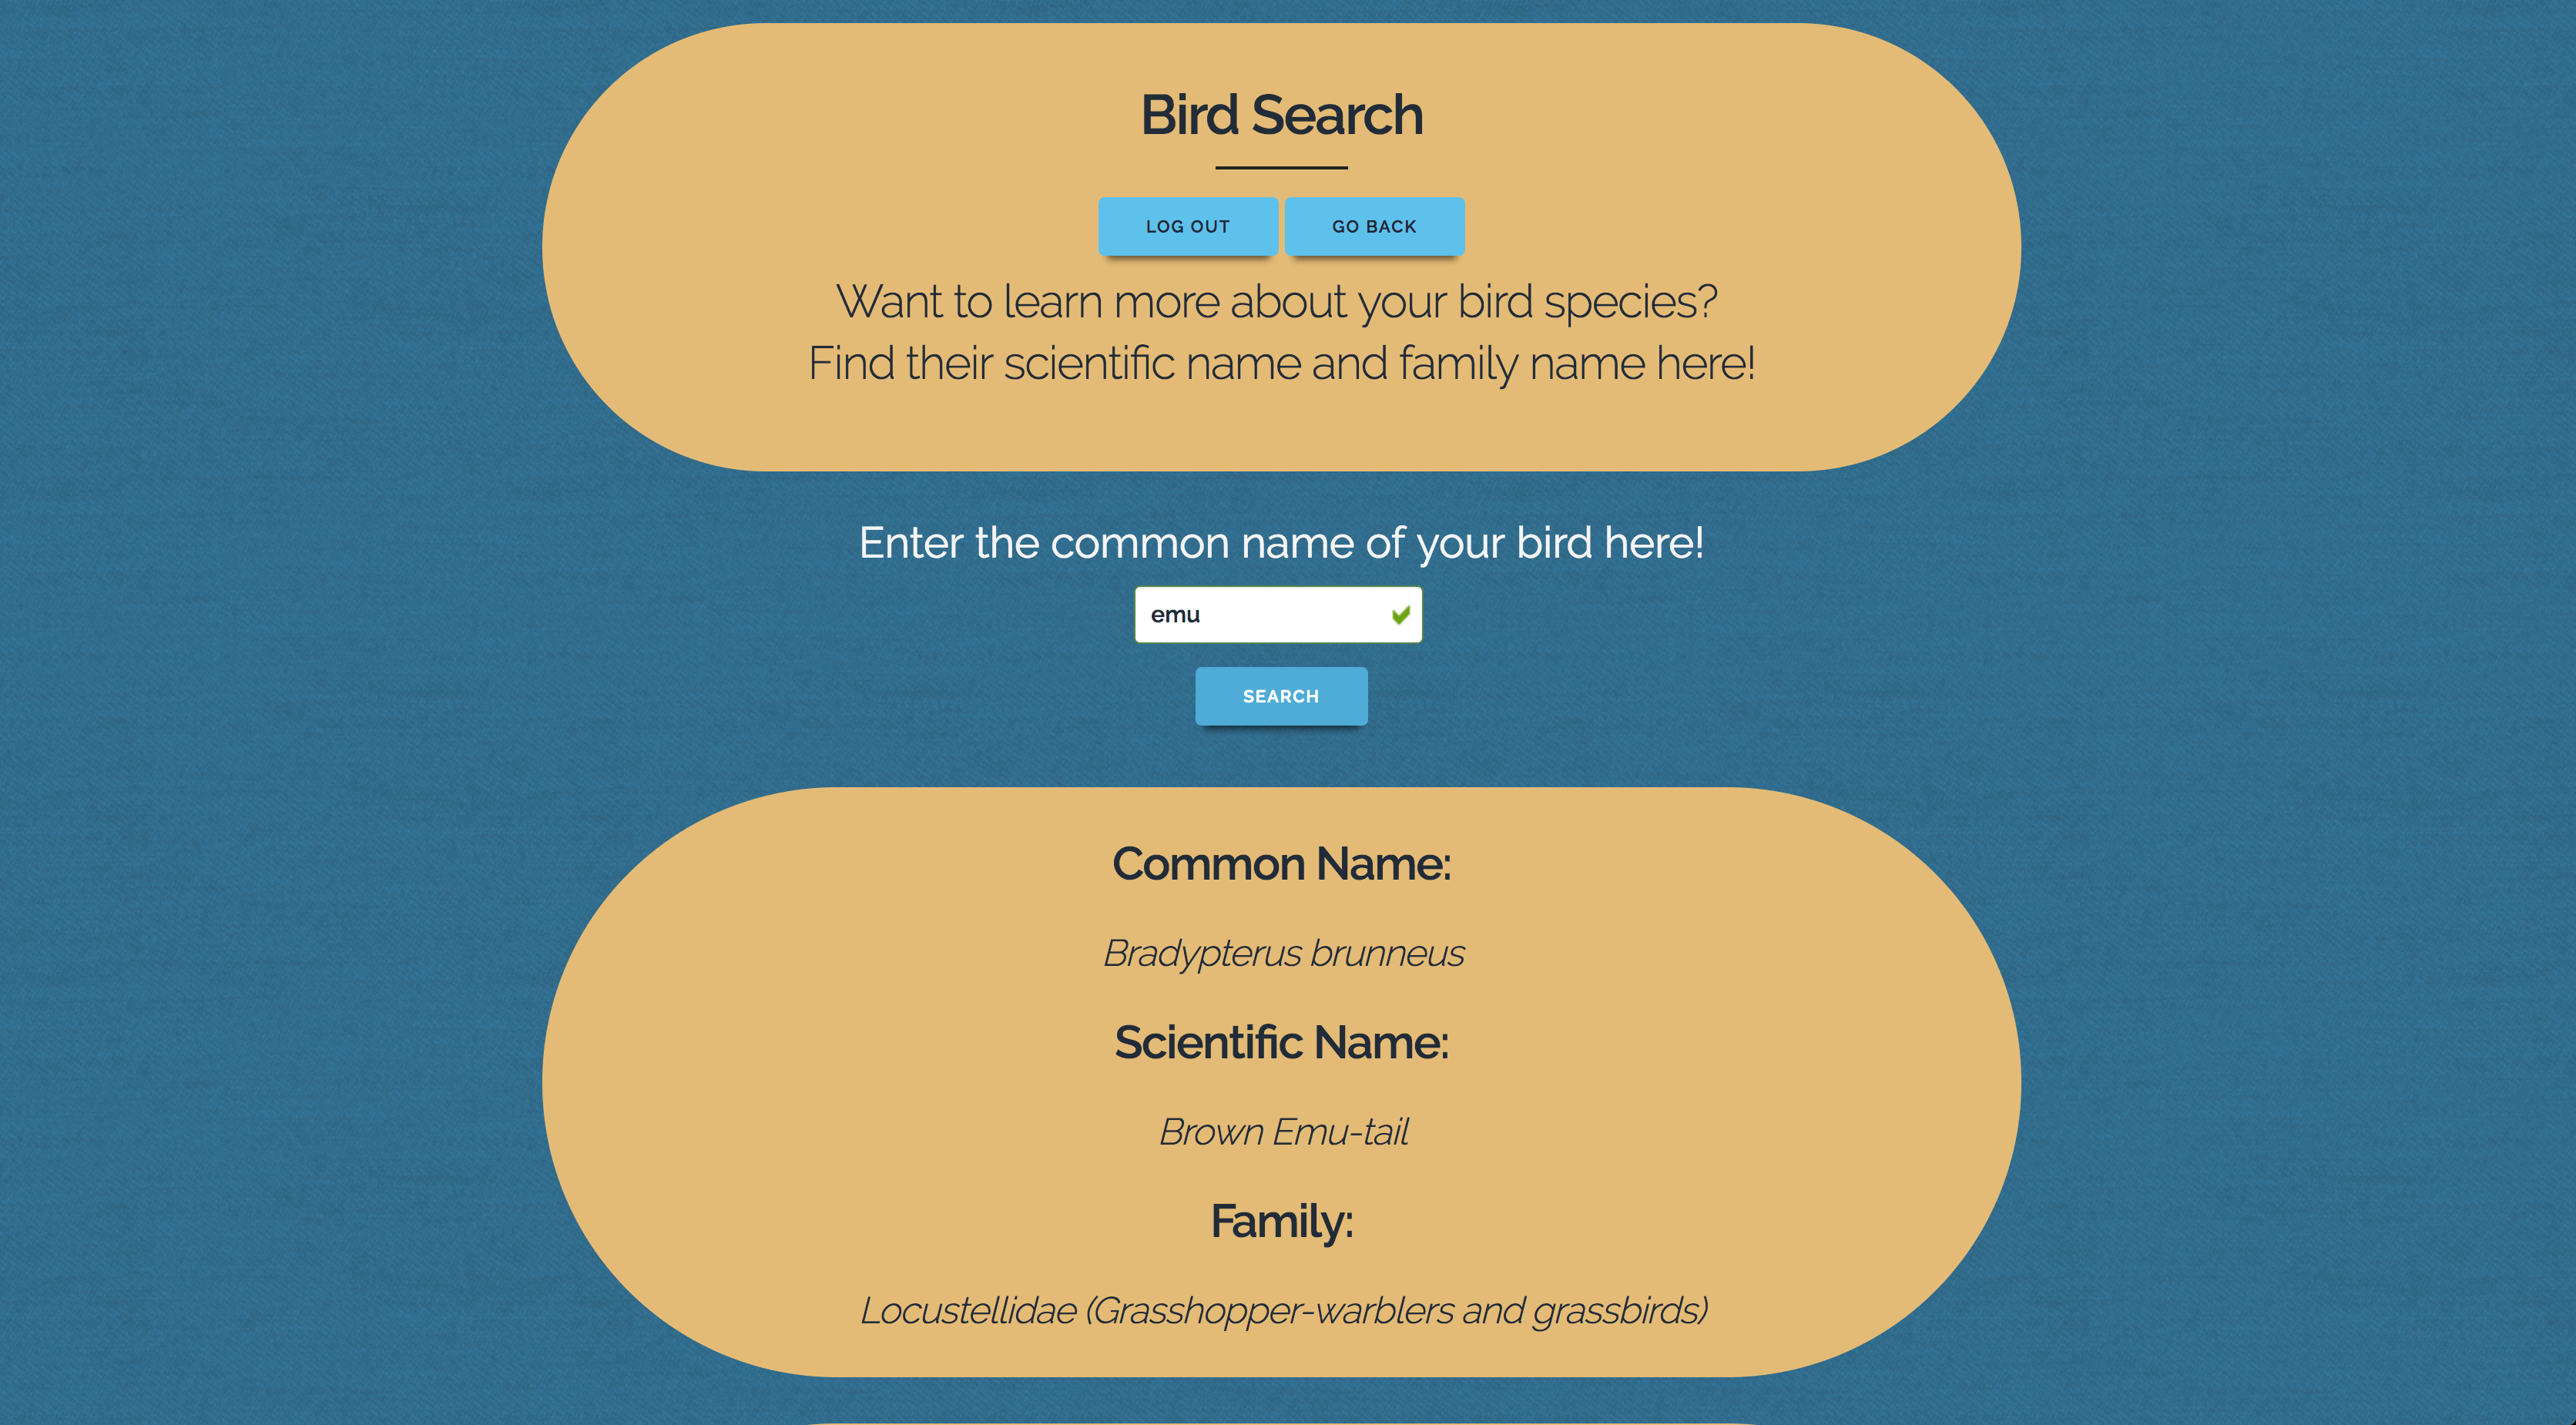 Bird Search
LOG OUT
GO BACK
Want to learn more about your bird species?
Find their scientific name and family name here!
Enter the common name of your bird here!
emu
SEARCH
Common Name:
Bradypterus brunneus
Scientific Name:
Brown Emu-tail
Family:
Locustellidae (Grasshopper-warblers and grassbirds)